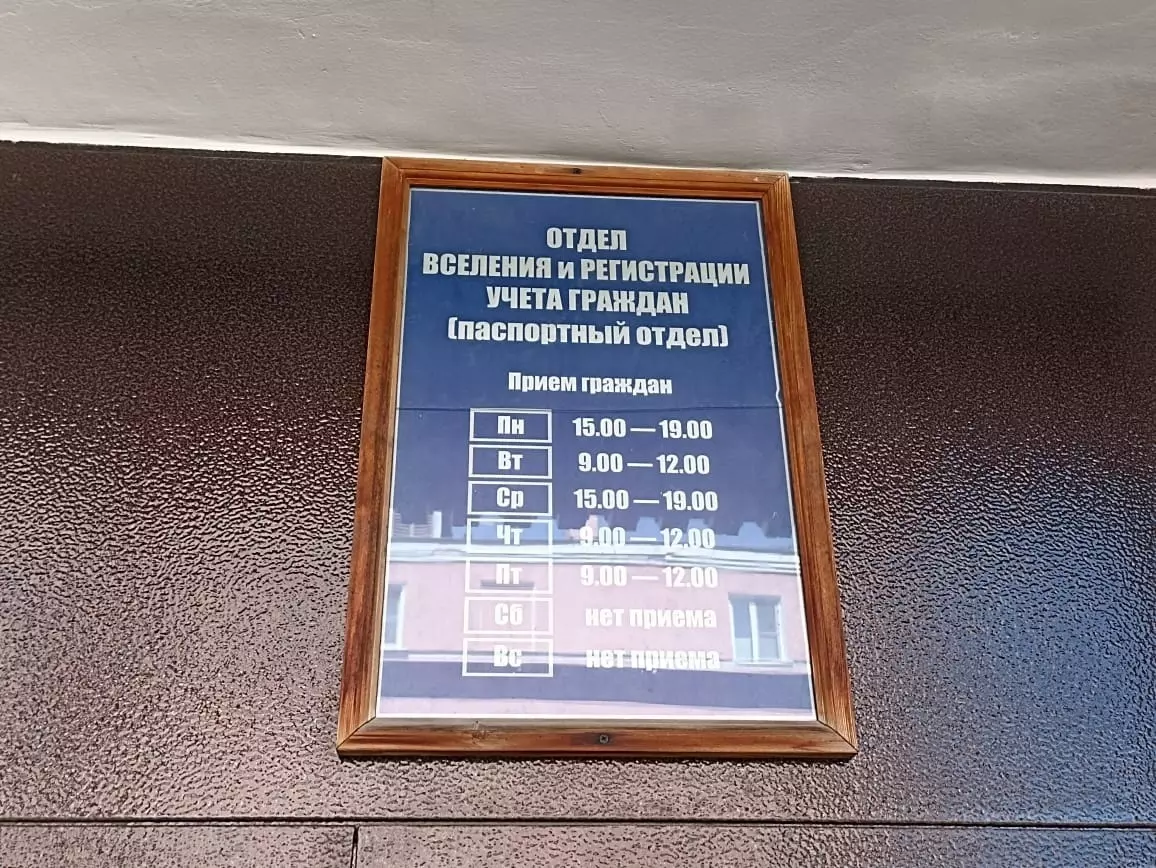 ОТДЕЛ
ВСЕЛЕНИЯ и РЕГИСТРАЦИИ
УЧЕТА ГРАЖДАН
(паспортный отдел)
Прием граждан
Пн 15.00 — 19.00
Вт 9.00 — 12.00
Ср 15.00 — 19.00
Чт 9.00 — 12.00
Пт 9.00 — 12.00
Сб нет приема
Вс нет приема